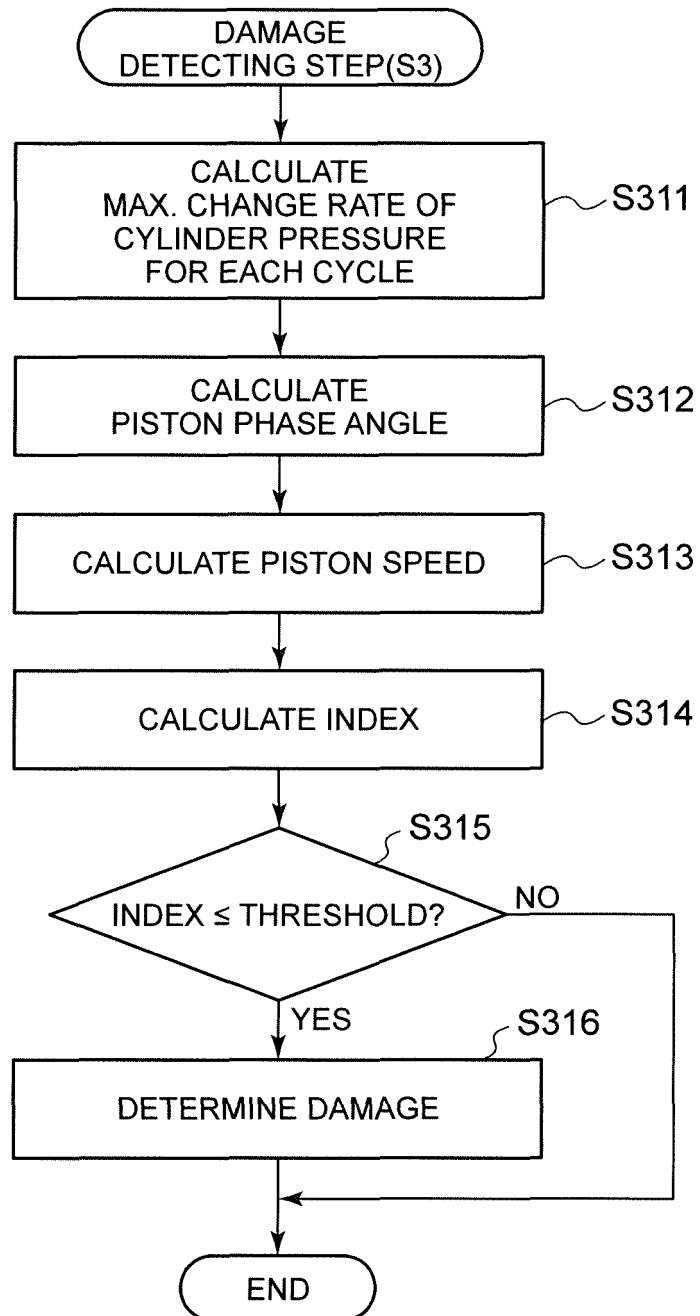 DAMAGE
DETECTING STEP(S3)
CALCULATE
MAX. CHANGE RATE OF
CYLINDER PRESSURE
FOR EACH CYCLE
S311
CALCULATE
PISTON PHASE ANGLE
S312
CALCULATE PISTON SPEED
S313
CALCULATE INDEX
S314
S315
INDEX ≤ THRESHOLD?
NO
YES
S316
DETERMINE DAMAGE
END